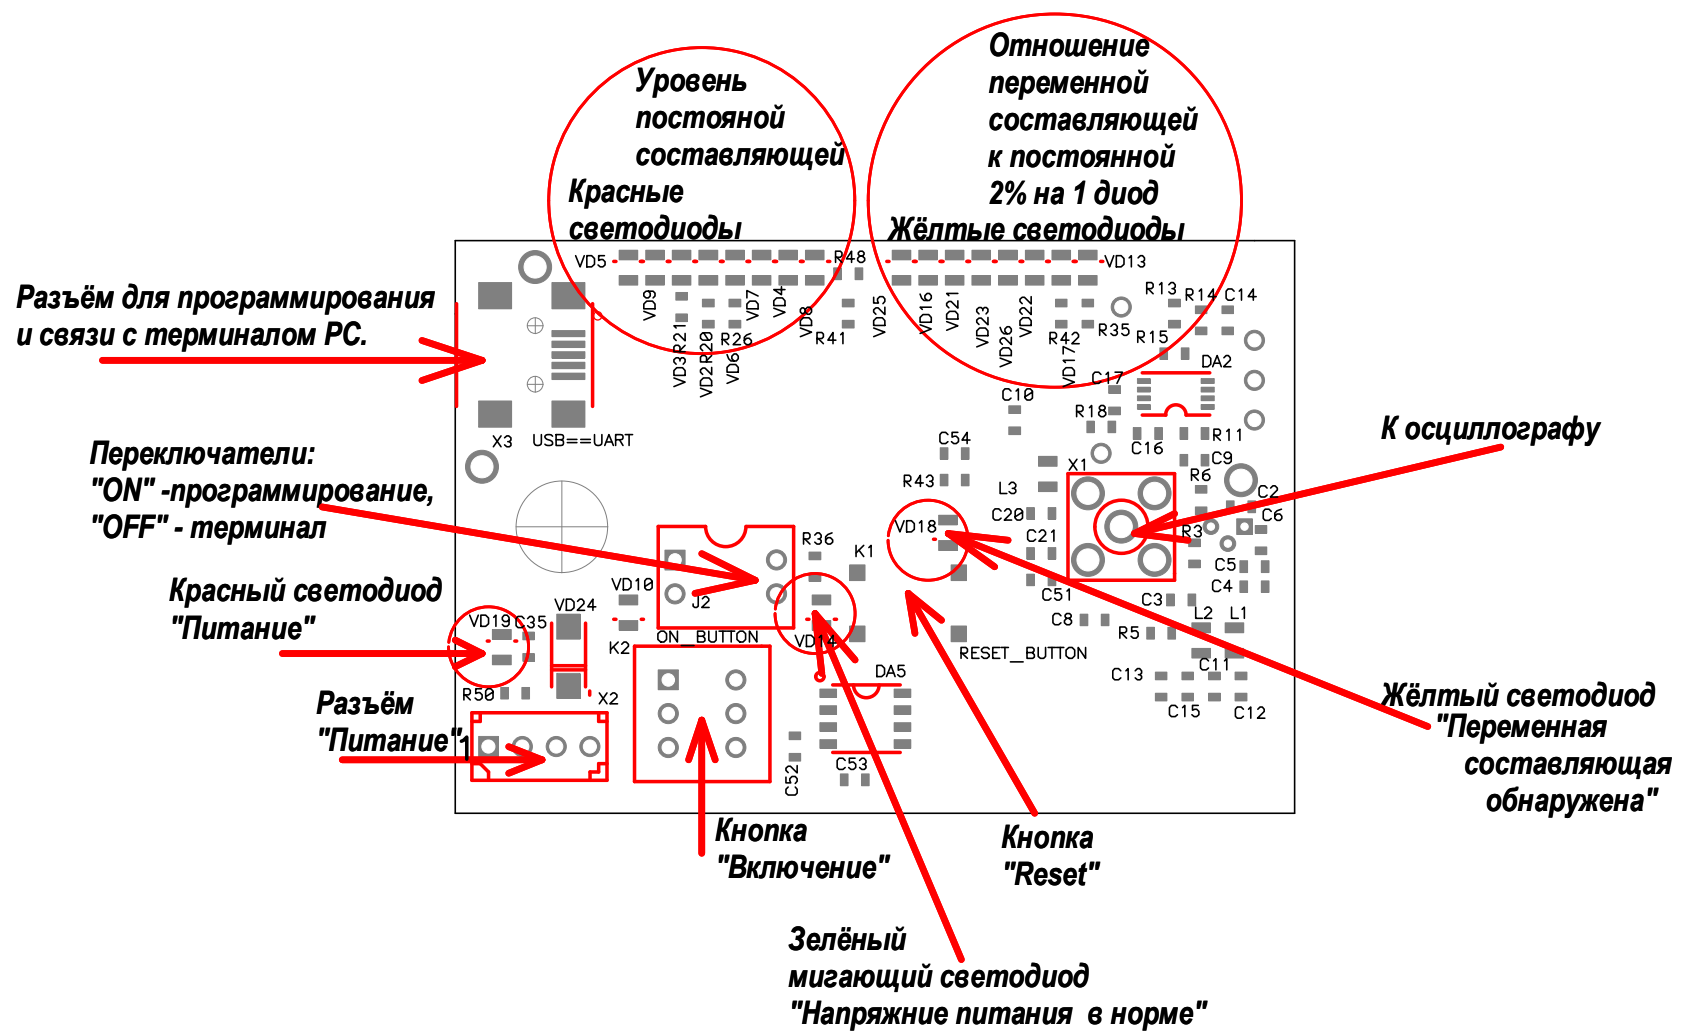 Отношение
переменной
составляющей
к постоянной
2% на 1 диод
Жёлтые светодиоды
Уровень
постояной
составляющей
Красные
светодиоды
VD5
R48
VD13
VD9
R21
VD3
R20
VD2
R26
VD6
VD7
VD4
VD8
R41
VD25
VD16
VD21
VD23
VD26
VD22
R42
VD17
R35
R13
R14
C14
R15
DA2
Разъём для программирования
и связи с терминалом PC.
X3
USB==UART
C10
C17
R18
C16
R11
C9
К осциллографу
Переключатели:
"ON" -программирование,
"OFF" - терминал
C54
R43
L3
C20
X1
R6
C2
C6
R3
VD18
C21
C51
C5
C4
C3
C8
R5
L2
L1
R36
K1
J2
VD10
VD24
Красный светодиод
"Питание"
VD19
C35
K2
ON_BUTTON
VD14
RESET_BUTTON
C11
C13
C15
C12
DA5
R50
X2
Разъём
"Питание"
1
C52
C53
Жёлтый светодиод
"Переменная
составляющая
обнаружена"
Кнопка
"Включение"
Кнопка
"Reset"
Зелёный
мигающий светодиод
"Напряжние питания в норме"